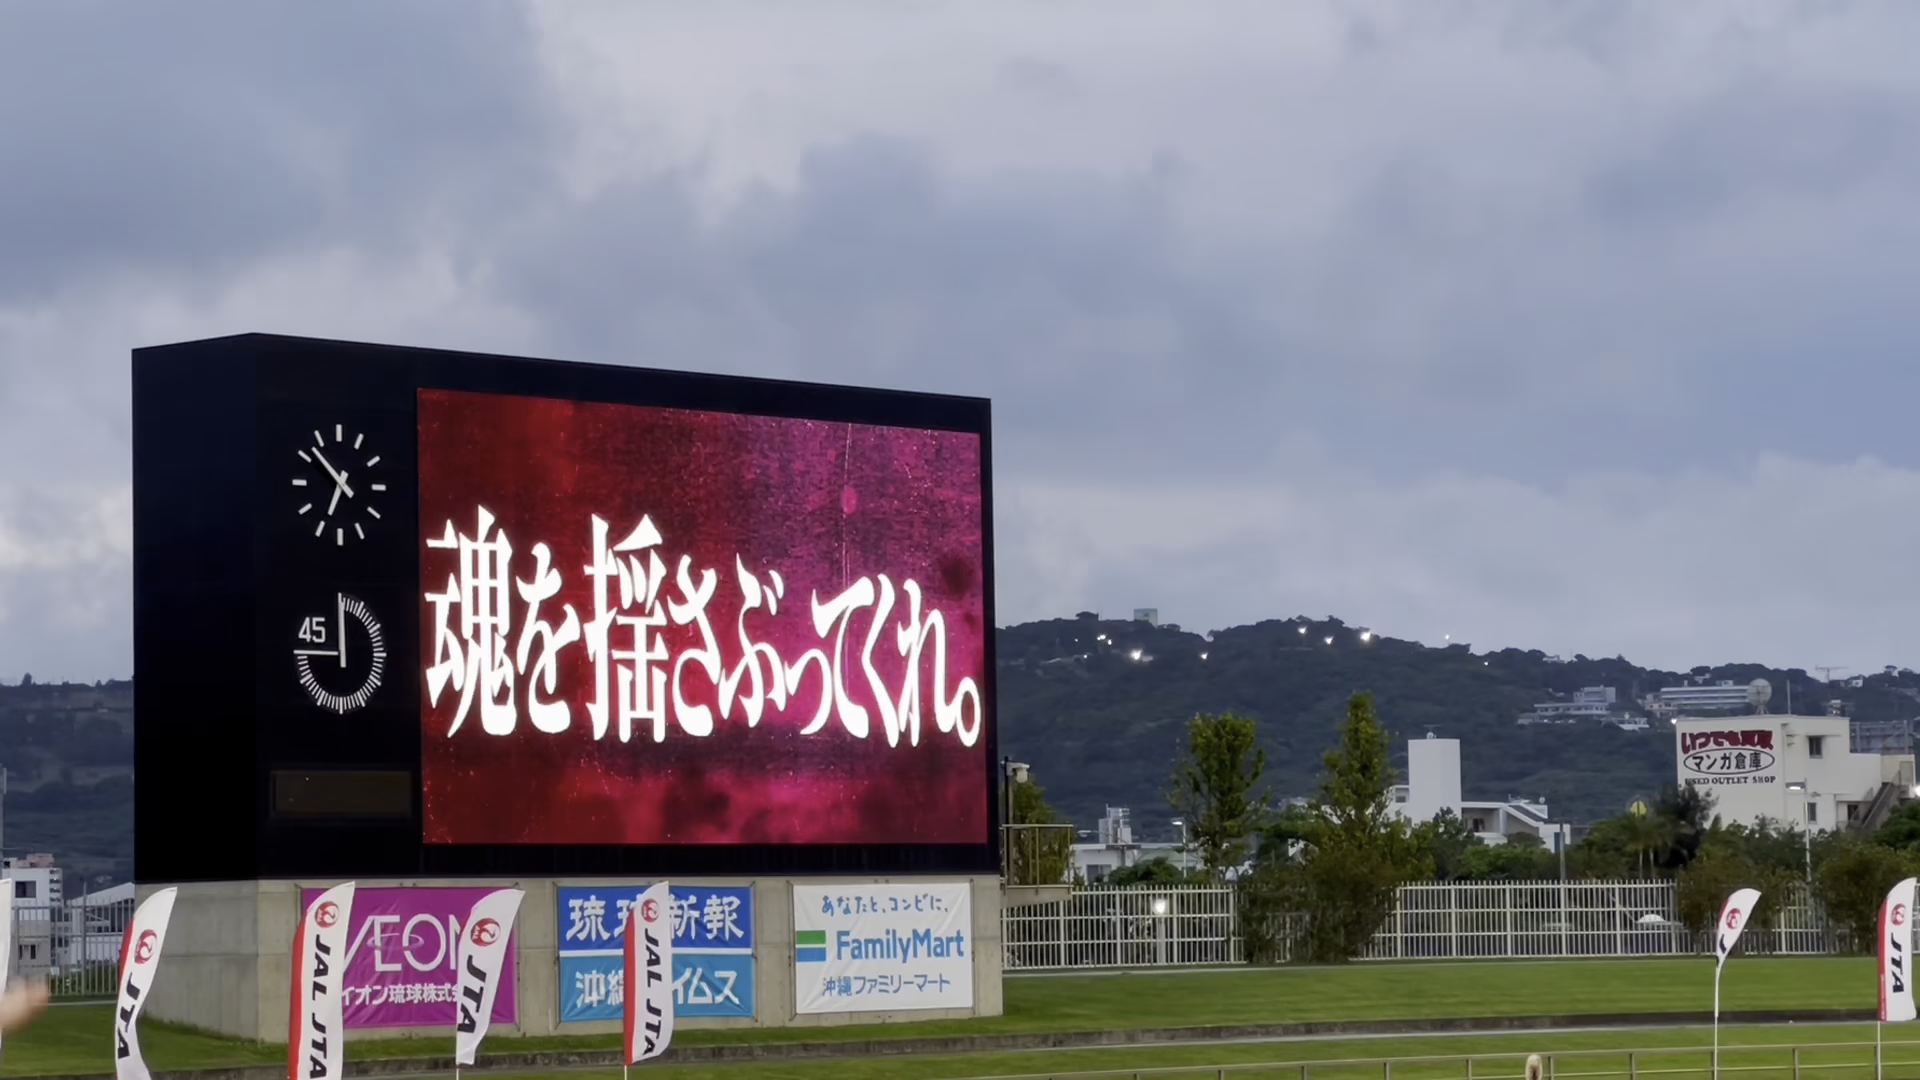 魂を揺さぶってくれ。
45
いつでも買取
マンガ倉庫
USED OUTLET SHOP
AEON
イオン琉球株式会
琉球新報
沖縄タイムス
あなたと、コンビに、
FamilyMart
沖縄ファミリーマート
JTA
JAL JTA
JTA
JAL JTA
JTA
JTA